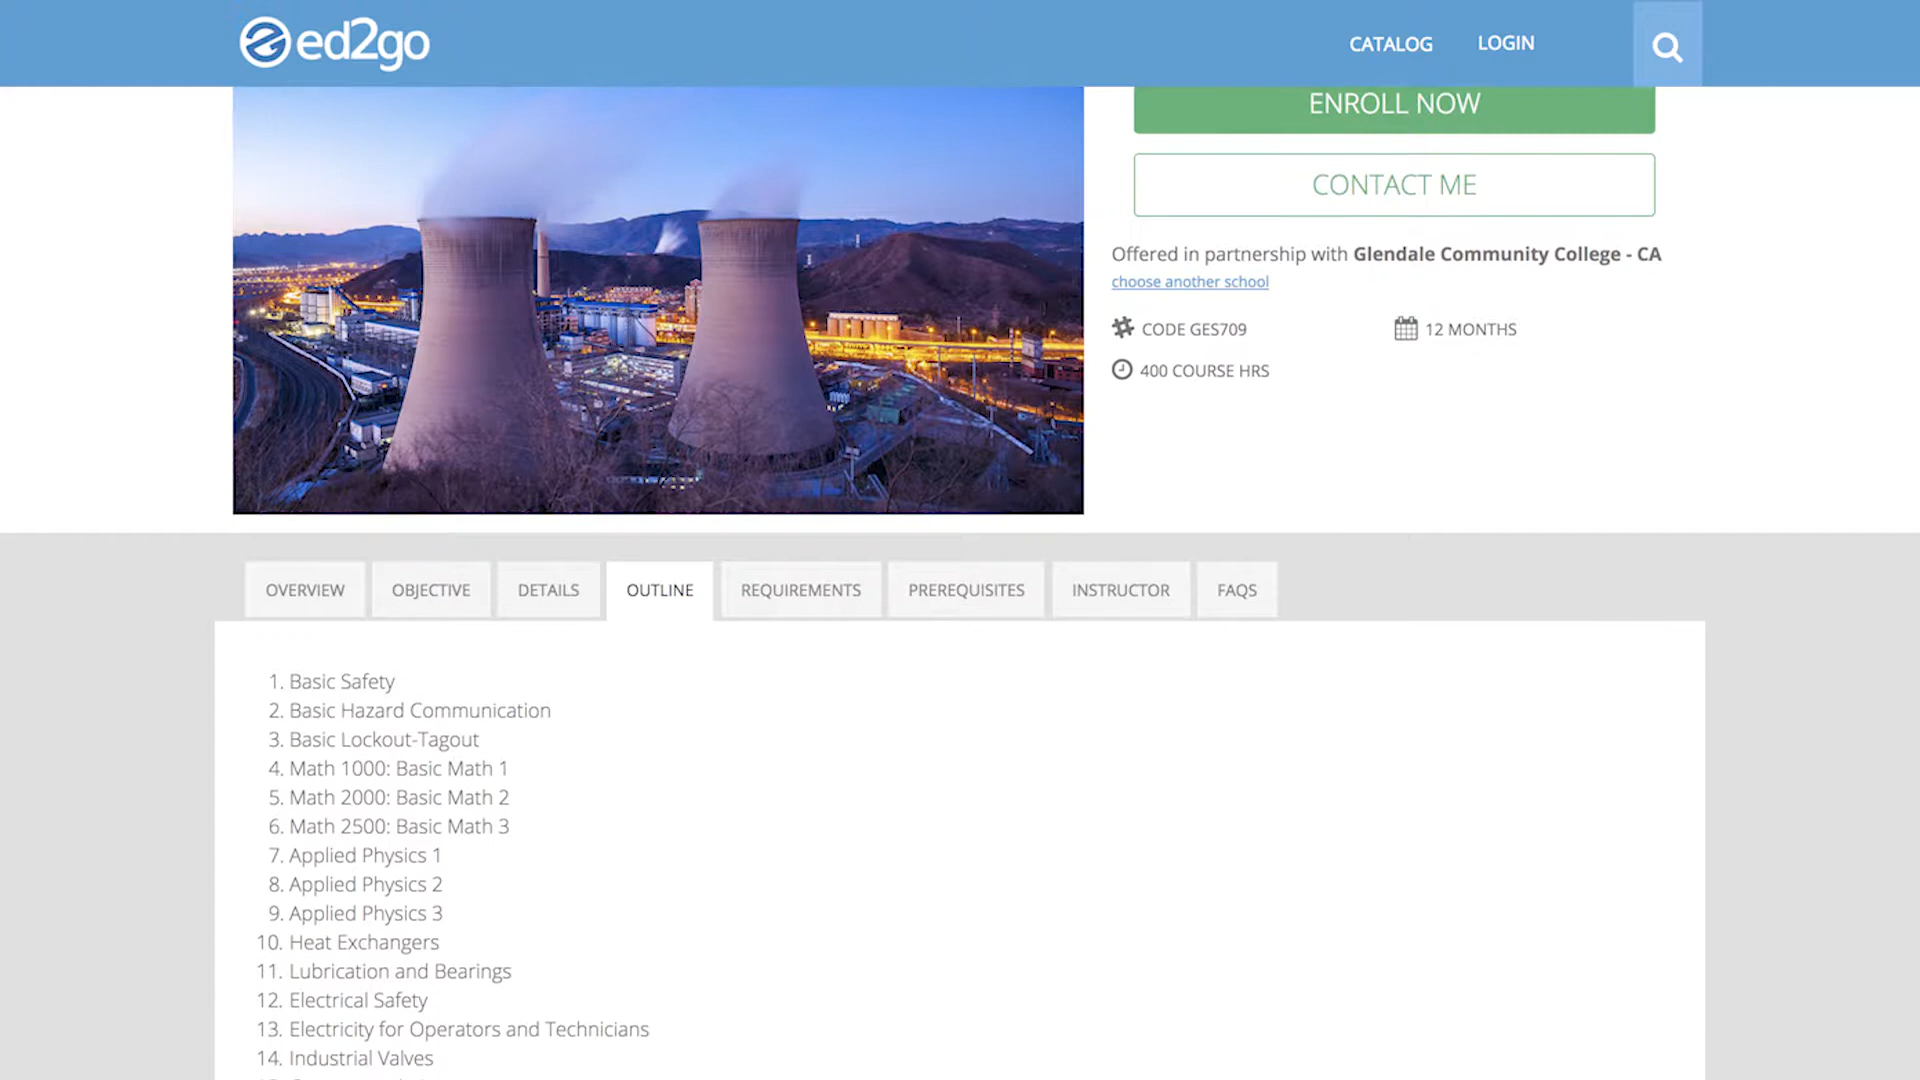 ed2go
CATALOG
LOGIN
ENROLL NOW
CONTACT ME
Offered in partnership with Glendale Community College - CA
choose another school
CODE GES709
12 MONTHS
400 COURSE HRS
OVERVIEW
OBJECTIVE
DETAILS
OUTLINE
REQUIREMENTS
PREREQUISITES
INSTRUCTOR
FAQS
1. Basic Safety
2. Basic Hazard Communication
3. Basic Lockout-Tagout
4. Math 1000: Basic Math 1
5. Math 2000: Basic Math 2
6. Math 2500: Basic Math 3
7. Applied Physics 1
8. Applied Physics 2
9. Applied Physics 3
10. Heat Exchangers
11. Lubrication and Bearings
12. Electrical Safety
13. Electricity for Operators and Technicians
14. Industrial Valves